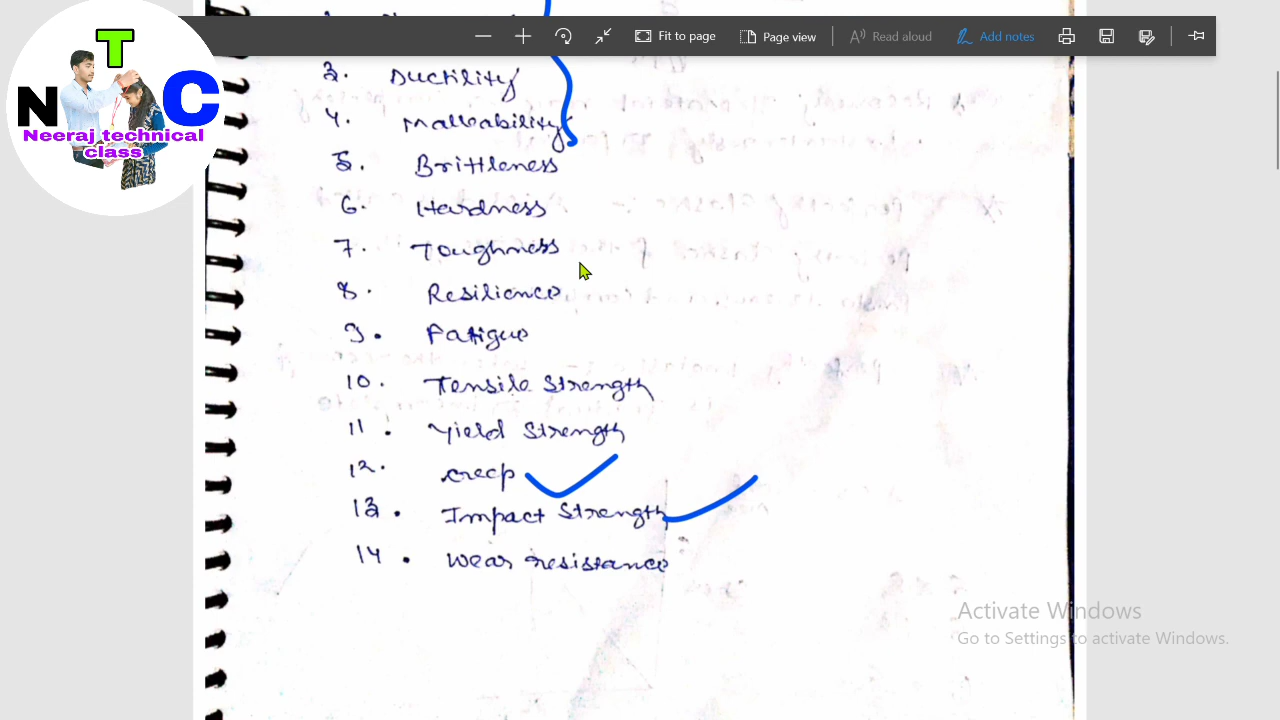 T
N C
Neeraj technical
class
Fit to page
Page view
Read aloud
Add notes
3. Ductility
4. Malleability
5. Brittleness
6. Hardness
7. Toughness
8. Resilience
9. Fatigue
10. Tensile Strength
11. Yield Strength
12. creep
13. Impact Strength
14. Wear resistance
Activate Windows
Go to Settings to activate Windows.